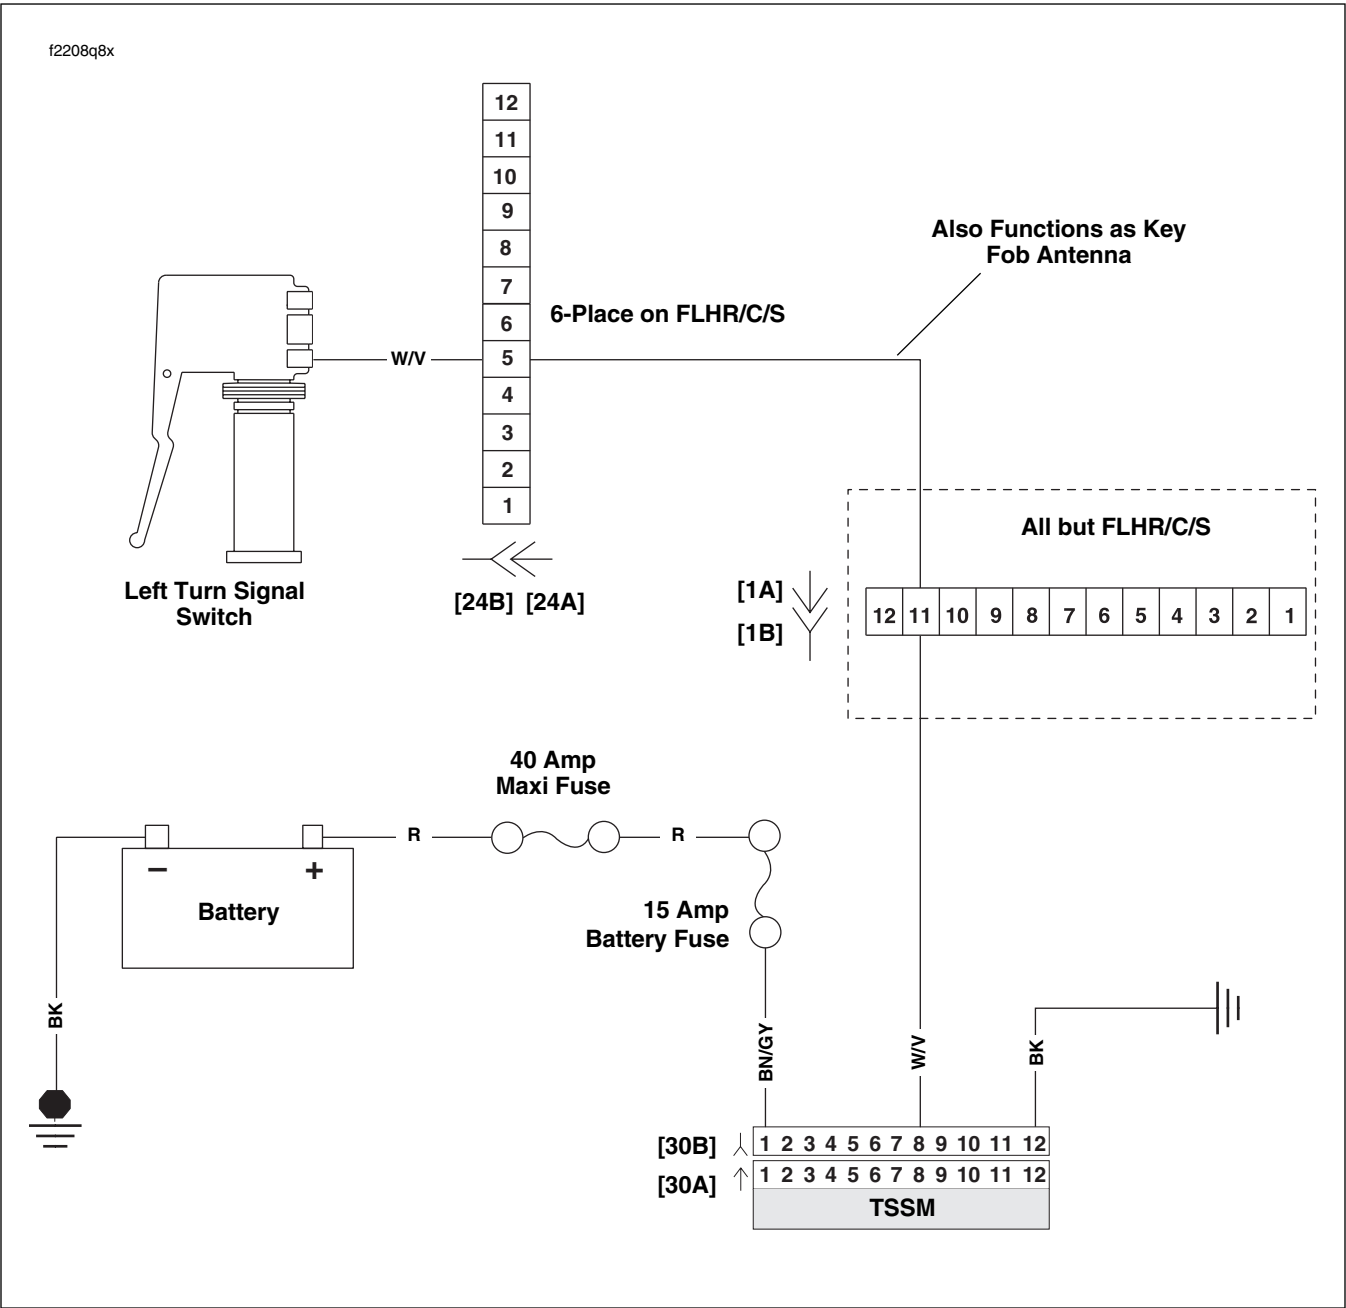 f2208q8x
12
11
10
9
8
7
6
5
4
3
2
1
Also Functions as Key
Fob Antenna
6-Place on FLHR/C/S
W/V
Left Turn Signal
Switch
[24B] [24A]
All but FLHR/C/S
[1A]
[1B]
12 11 10 9 8 7 6 5 4 3 2 1
40 Amp
Maxi Fuse
R
R
− +
Battery
15 Amp
Battery Fuse
BK
BN/GY
W/V
BK
[30B] 1 2 3 4 5 6 7 8 9 10 11 12
[30A] 1 2 3 4 5 6 7 8 9 10 11 12
TSSM